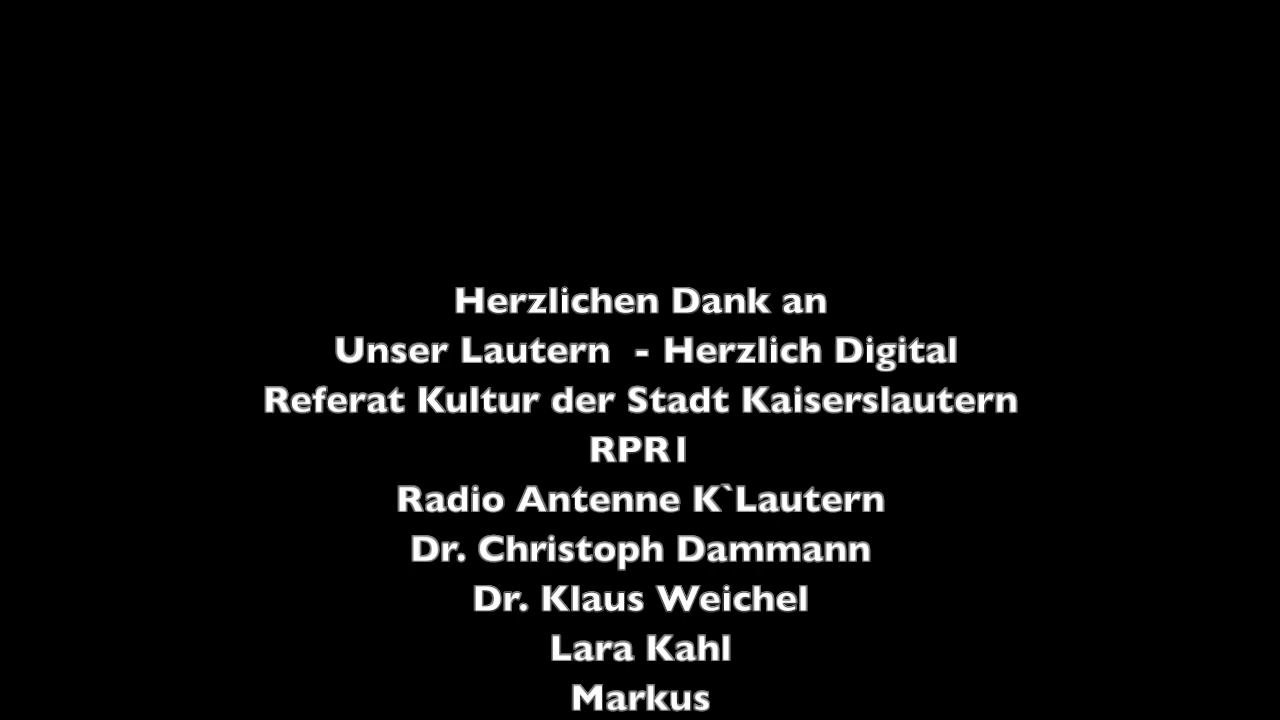 Herzlichen Dank an
Unser Lautern  - Herzlich Digital
Referat Kultur der Stadt Kaiserslautern
RPR1
Radio Antenne K`Lautern
Dr. Christoph Dammann
Dr. Klaus Weichel
Lara Kahl
Markus